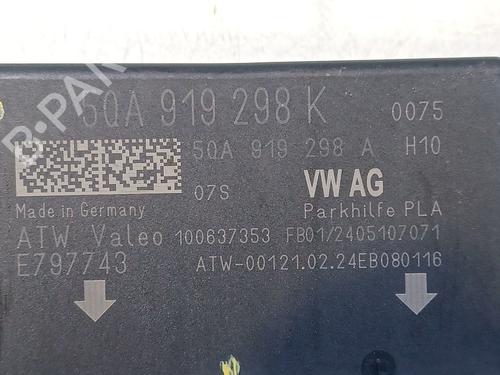 5QA 919 298 K 0075
5QA 919 298 A H10
07S VW AG
Made in Germany Parkhilfe PLA
ATW Valeo 100637353 FB01/2405107071
E797743 ATW-00121.02.24EB080116
B-PARTS